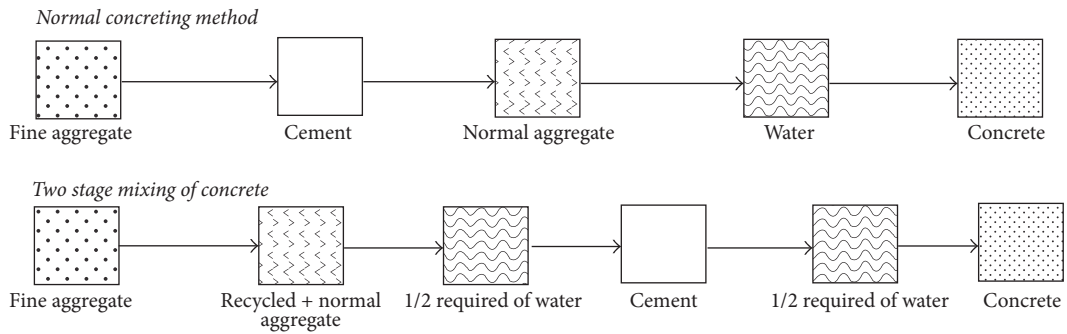 Normal concreting method
Fine aggregate
Cement
Normal aggregate
Water
Concrete
Two stage mixing of concrete
Fine aggregate
Recycled + normal
aggregate
1/2 required of water
Cement
1/2 required of water
Concrete